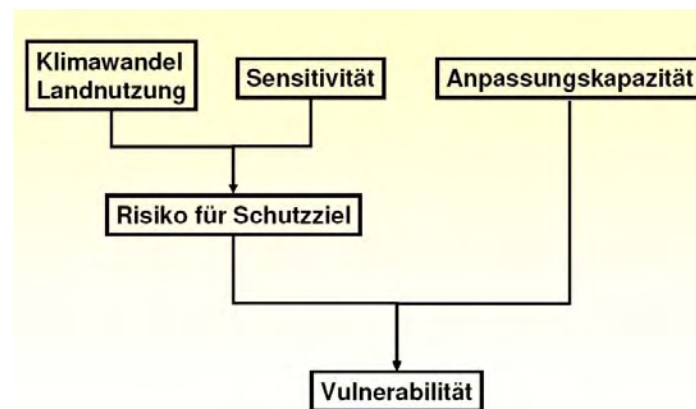 Klimawandel
Landnutzung
Sensitivität
Anpassungskapazität
Risiko für Schutzziel
Vulnerabilität